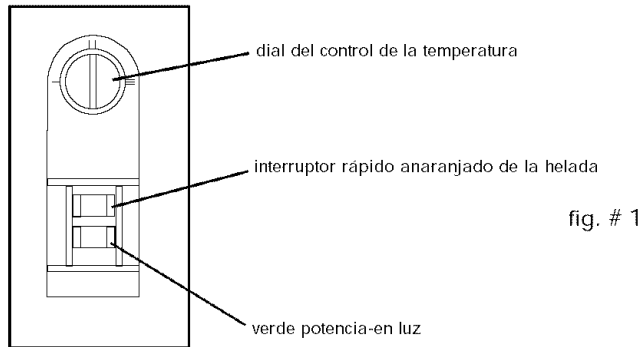 dial del control de la temperatura
interruptor rápido anaranjado de la helada
fig. # 1
verde potencia-en luz